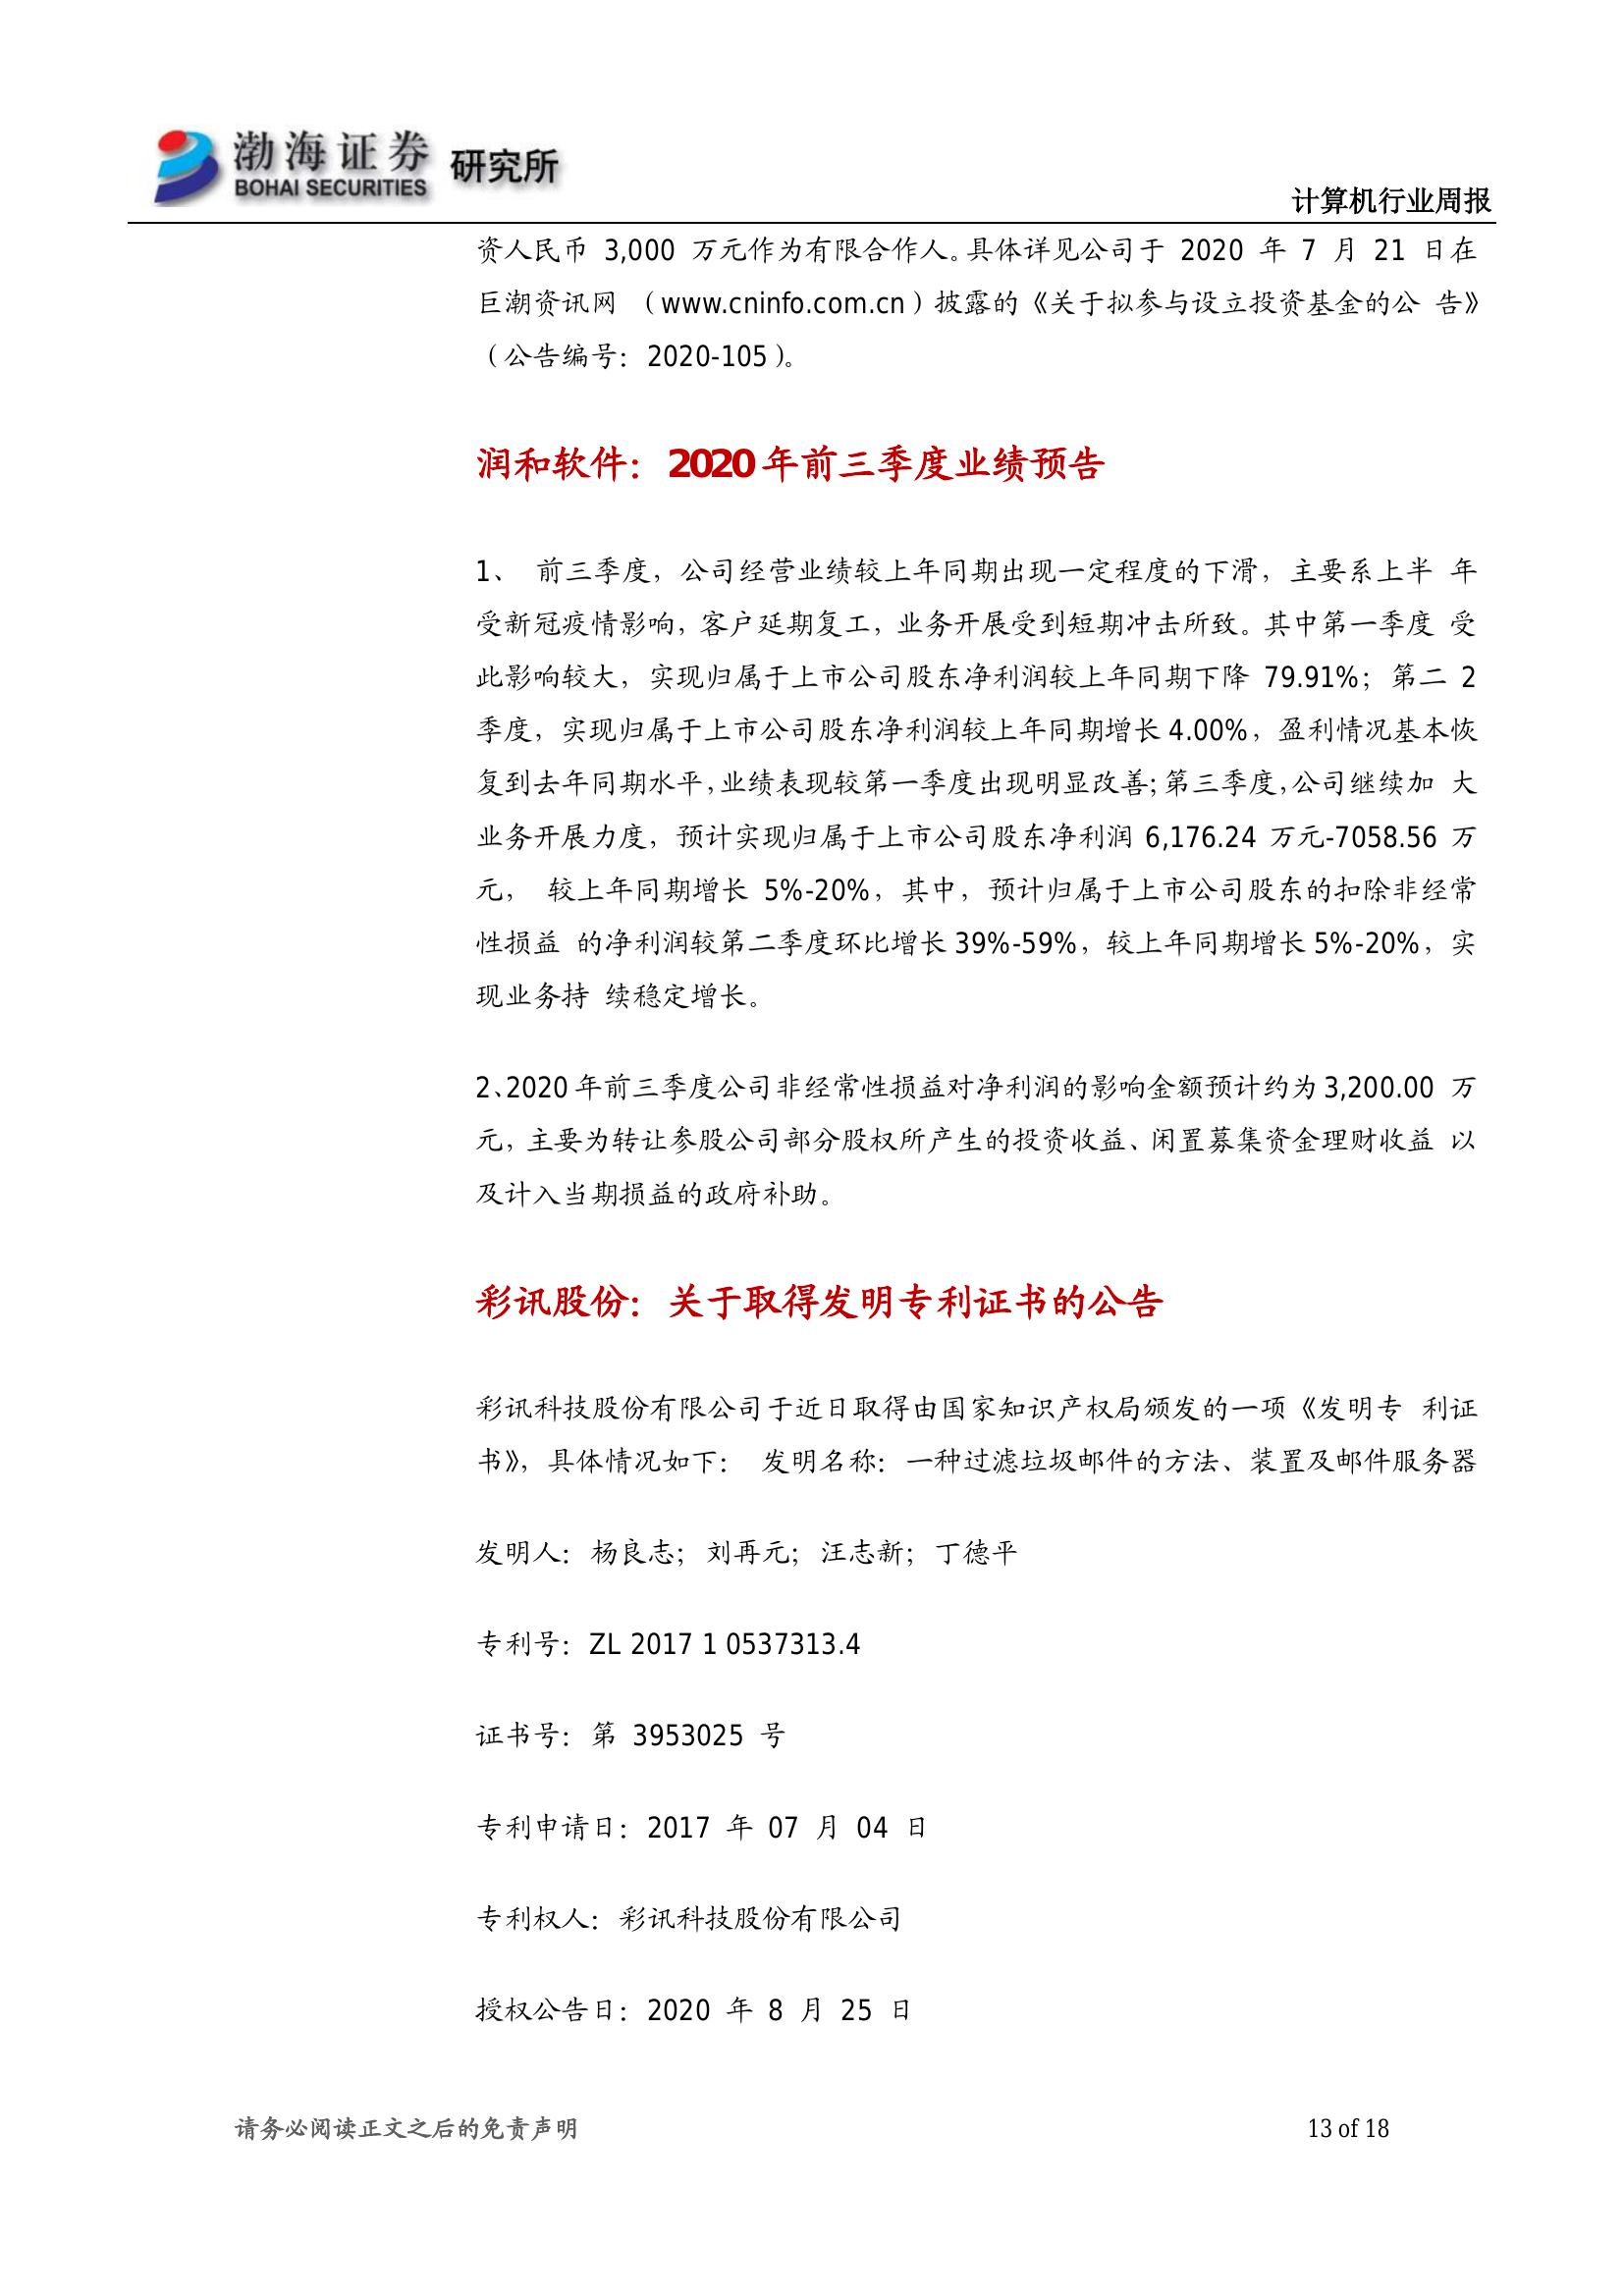 渤海证券 研究所
BOHAI SECURITIES
计算机行业周报
资人民币 3,000 万元作为有限合作人。具体详见公司于 2020 年 7 月 21 日在
巨潮资讯网 （www.cninfo.com.cn）披露的《关于拟参与设立投资基金的公 告》
（公告编号：2020-105）。
润和软件：2020 年前三季度业绩预告
1、 前三季度，公司经营业绩较上年同期出现一定程度的下滑，主要系上半 年
受新冠疫情影响，客户延期复工，业务开展受到短期冲击所致。其中第一季度 受
此影响较大，实现归属于上市公司股东净利润较上年同期下降 79.91%；第二 2
季度，实现归属于上市公司股东净利润较上年同期增长 4.00%，盈利情况基本恢
复到去年同期水平，业绩表现较第一季度出现明显改善；第三季度，公司继续加 大
业务开展力度，预计实现归属于上市公司股东净利润 6,176.24 万元-7058.56 万
元， 较上年同期增长 5%-20%，其中，预计归属于上市公司股东的扣除非经常
性损益 的净利润较第二季度环比增长 39%-59%，较上年同期增长 5%-20%，实
现业务持 续稳定增长。
2、2020 年前三季度公司非经常性损益对净利润的影响金额预计约为 3,200.00 万
元，主要为转让参股公司部分股权所产生的投资收益、闲置募集资金理财收益 以
及计入当期损益的政府补助。
彩讯股份：关于取得发明专利证书的公告
彩讯科技股份有限公司于近日取得由国家知识产权局颁发的一项《发明专 利证
书》，具体情况如下： 发明名称：一种过滤垃圾邮件的方法、装置及邮件服务器
发明人：杨良志；刘再元；汪志新；丁德平
专利号：ZL 2017 1 0537313.4
证书号：第 3953025 号
专利申请日：2017 年 07 月 04 日
专利权人：彩讯科技股份有限公司
授权公告日：2020 年 8 月 25 日
请务必阅读正文之后的免责声明
13 of 18